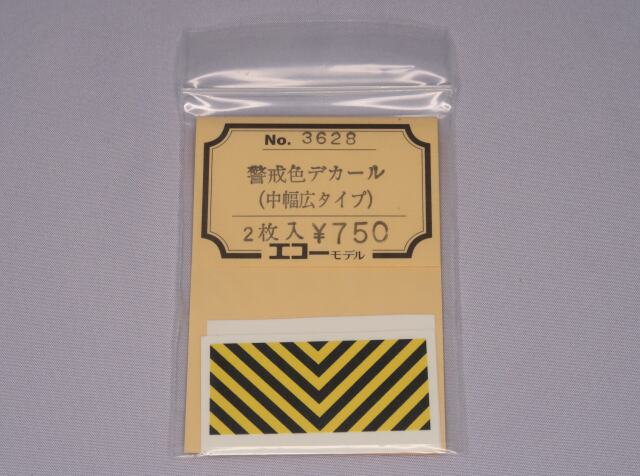 No. 3628
警戒色デカール
(中幅広タイプ)
2枚入 ¥750
エコーモデル